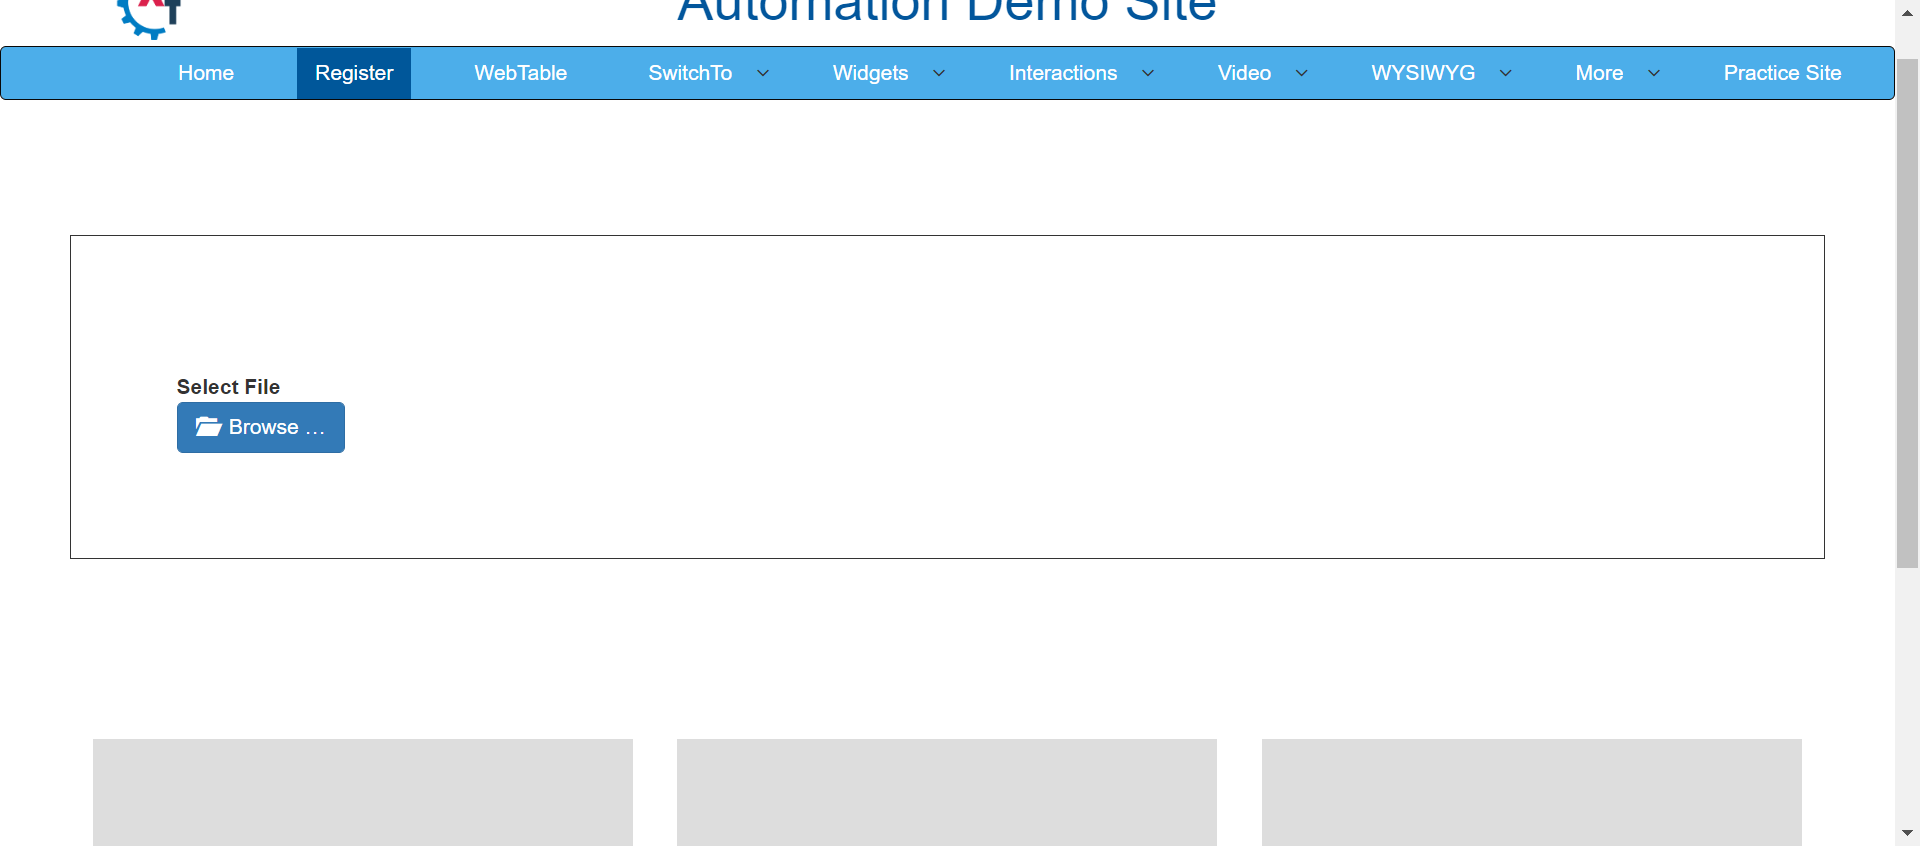 Automation Demo Site
Home Register WebTable SwitchTo Widgets Interactions Video WYSIWYG More Practice Site
Select File
Browse …